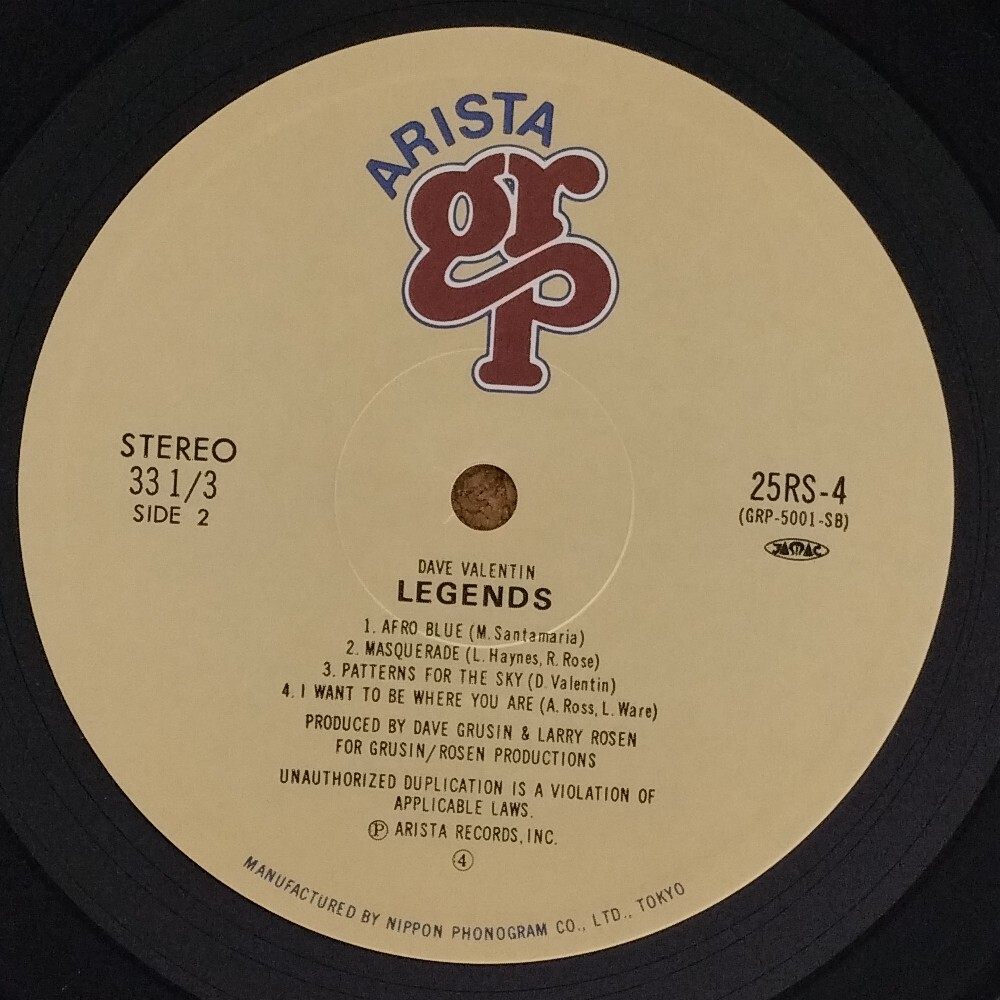 ARISTA
grp
STEREO
33 1/3
SIDE 2
25RS-4
(GRP-5001-SB)
JASRAC
DAVE VALENTIN
LEGENDS
1. AFRO BLUE (M. Santamaria)
2. MASQUERADE (L. Haynes, R. Rose)
3. PATTERNS FOR THE SKY (D. Valentin)
4. I WANT TO BE WHERE YOU ARE (A. Ross, L. Ware)
PRODUCED BY DAVE GRUSIN & LARRY ROSEN
FOR GRUSIN/ROSEN PRODUCTIONS
UNAUTHORIZED DUPLICATION IS A VIOLATION OF
APPLICABLE LAWS.
Ⓟ ARISTA RECORDS, INC.
④
MANUFACTURED BY NIPPON PHONOGRAM CO., LTD., TOKYO